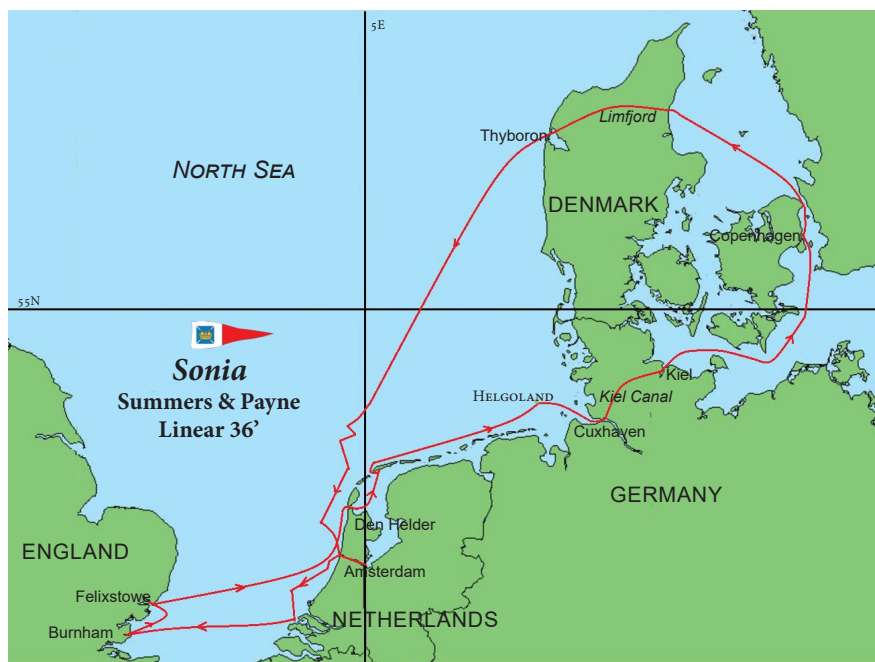 5E
Limfjord
Thyboron
North Sea
DENMARK
Copenhagen
55N
Sonia
Summers & Payne
Linear 36’
Kiel
Helgoland
Kiel Canal
Cuxhaven
GERMANY
Den Helder
ENGLAND
Amsterdam
Felixstowe
NETHERLANDS
Burnham